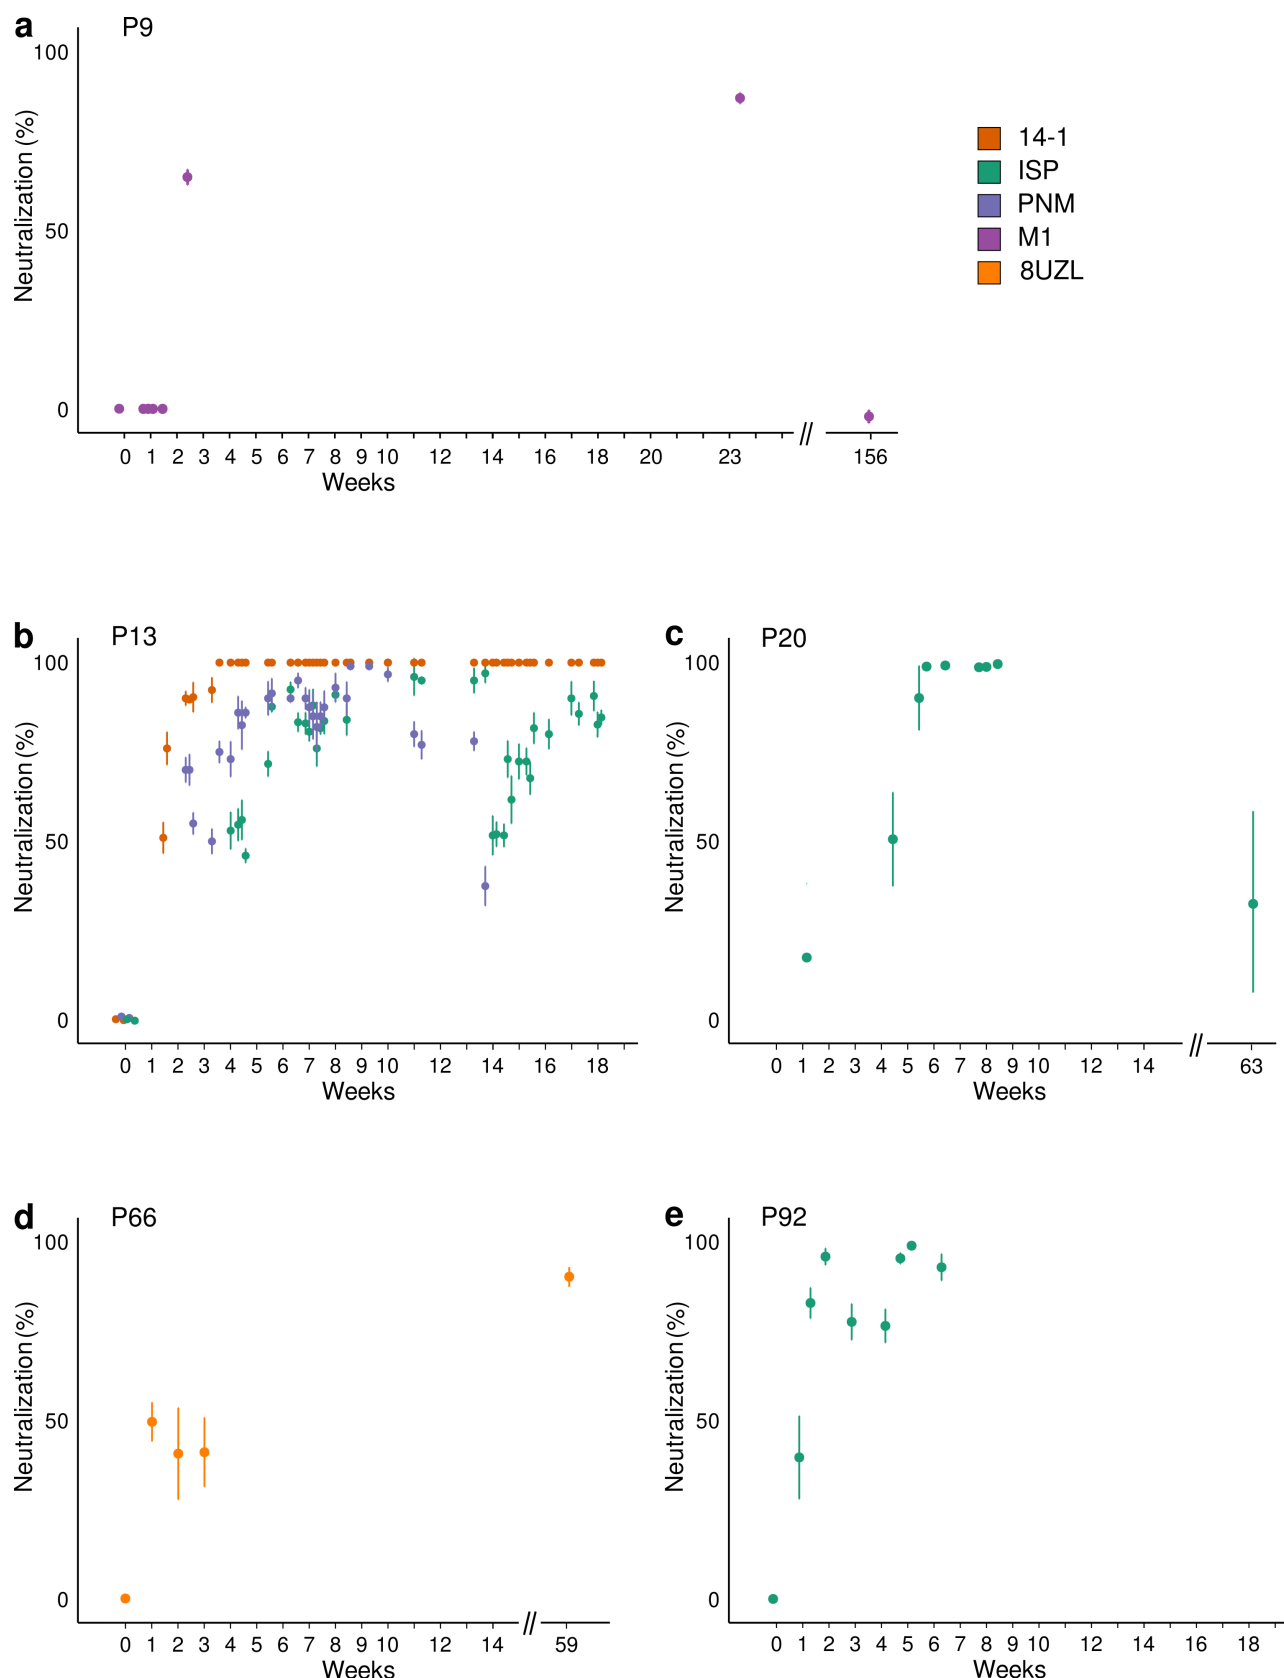 a P9
100
50
0
Neutralization (%)
0 1 2 3 4 5 6 7 8 9 10 12 14 16 18 20 23 // 156
Weeks
14-1
ISP
PNM
M1
8UZL
b P13
100
50
0
Neutralization (%)
0 1 2 3 4 5 6 7 8 9 10 12 14 16 18
Weeks
c P20
100
50
0
Neutralization (%)
0 1 2 3 4 5 6 7 8 9 10 12 14 // 63
Weeks
d P66
100
50
0
Neutralization (%)
0 1 2 3 4 5 6 7 8 9 10 12 14 // 59
Weeks
e P92
100
50
0
Neutralization (%)
0 1 2 3 4 5 6 7 8 9 10 12 14 16 18
Weeks